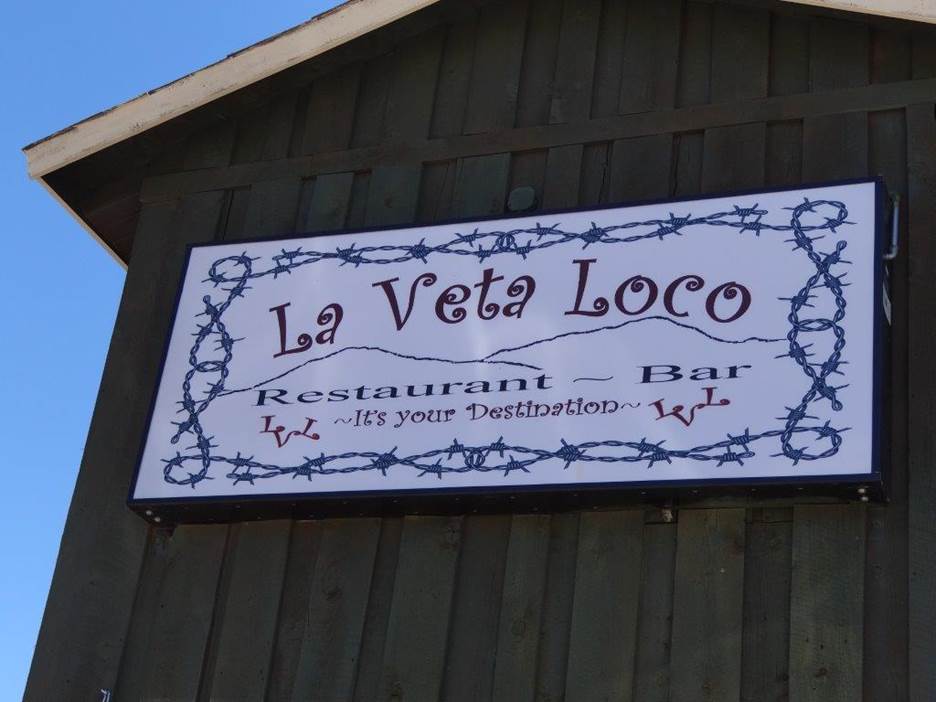 La Veta Loco
Restaurant ~ Bar
LVL ~It's your Destination~ LVL